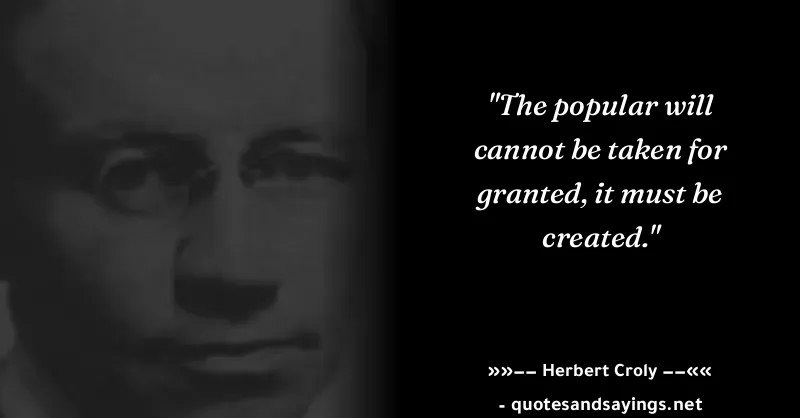 "The popular will
cannot be taken for
granted, it must be
created."
»»−− Herbert Croly −−««
- quotesandsayings.net